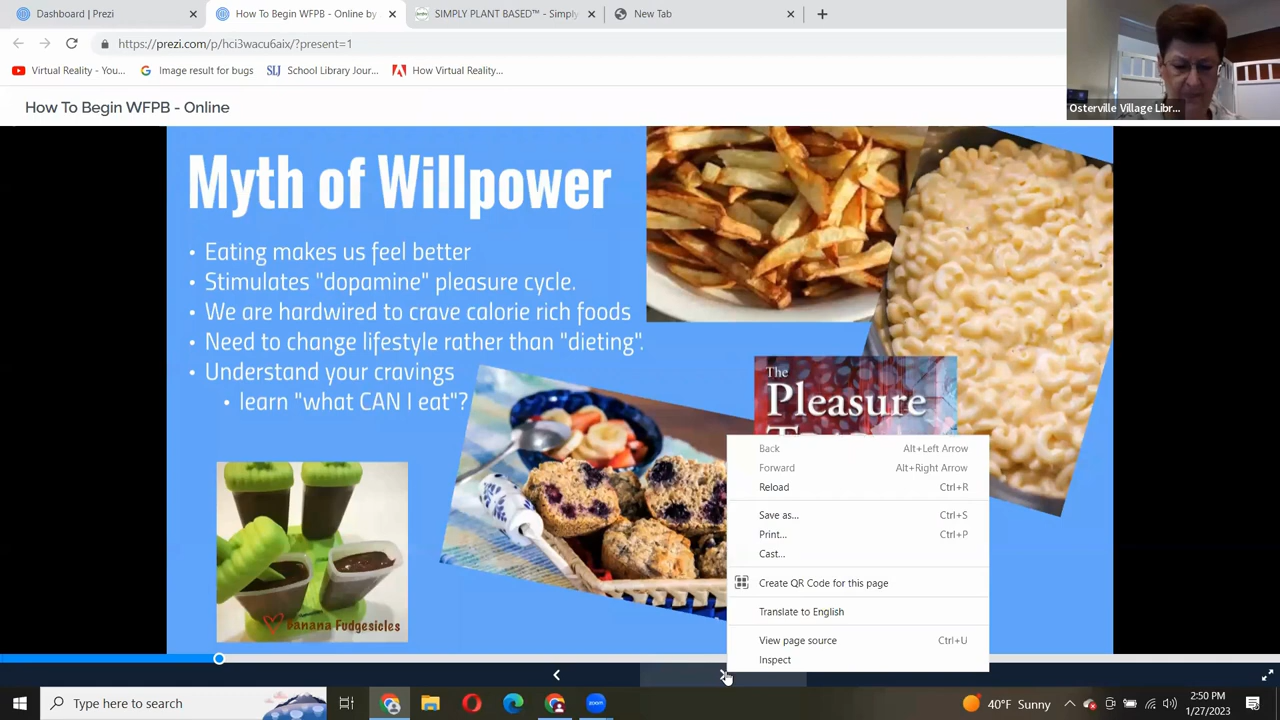 Dashboard | Prezi
How To Begin WFPB - Online by
SIMPLY PLANT BASED™ - Simply
New Tab
https://prezi.com/p/hci3wacu6aix/?present=1
Virtual Reality - You...
Image result for bugs
SLJ
School Library Jour...
How Virtual Reality...
Osterville Village Libr...
How To Begin WFPB - Online
Myth of Willpower
• Eating makes us feel better
• Stimulates "dopamine" pleasure cycle.
• We are hardwired to crave calorie rich foods
• Need to change lifestyle rather than "dieting".
• Understand your cravings
• learn "what CAN I eat"?
The
Pleasure
Banana Fudgesicles
Back Alt+Left Arrow
Forward Alt+Right Arrow
Reload Ctrl+R
Save as... Ctrl+S
Print... Ctrl+P
Cast...
Create QR Code for this page
Translate to English
View page source Ctrl+U
Inspect
Type here to search
zoom
40°F Sunny
2:50 PM
1/27/2023